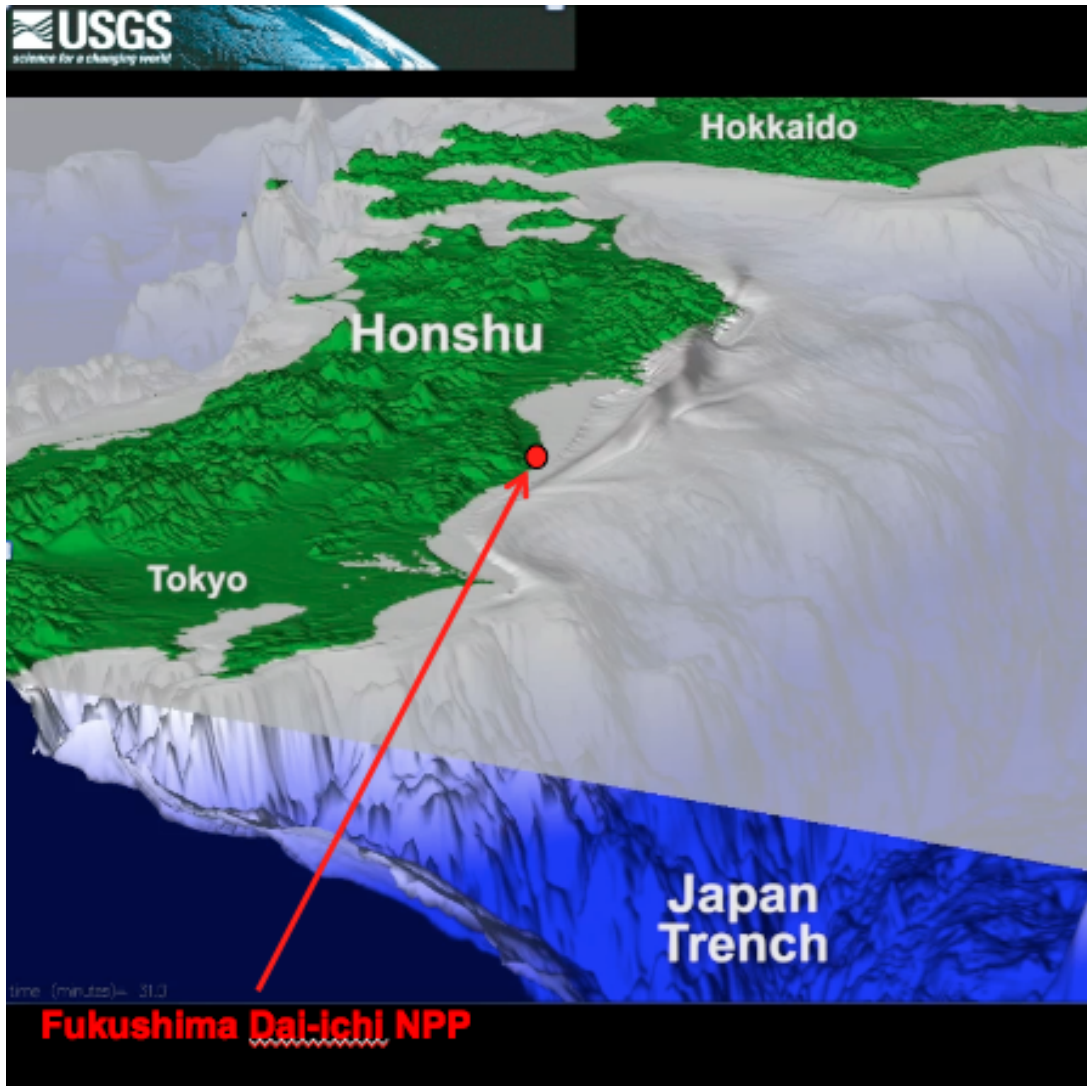 USGS
science for a changing world
Hokkaido
Honshu
Tokyo
Japan
Trench
time (minutes)= 31.0
Fukushima Dai-ichi NPP